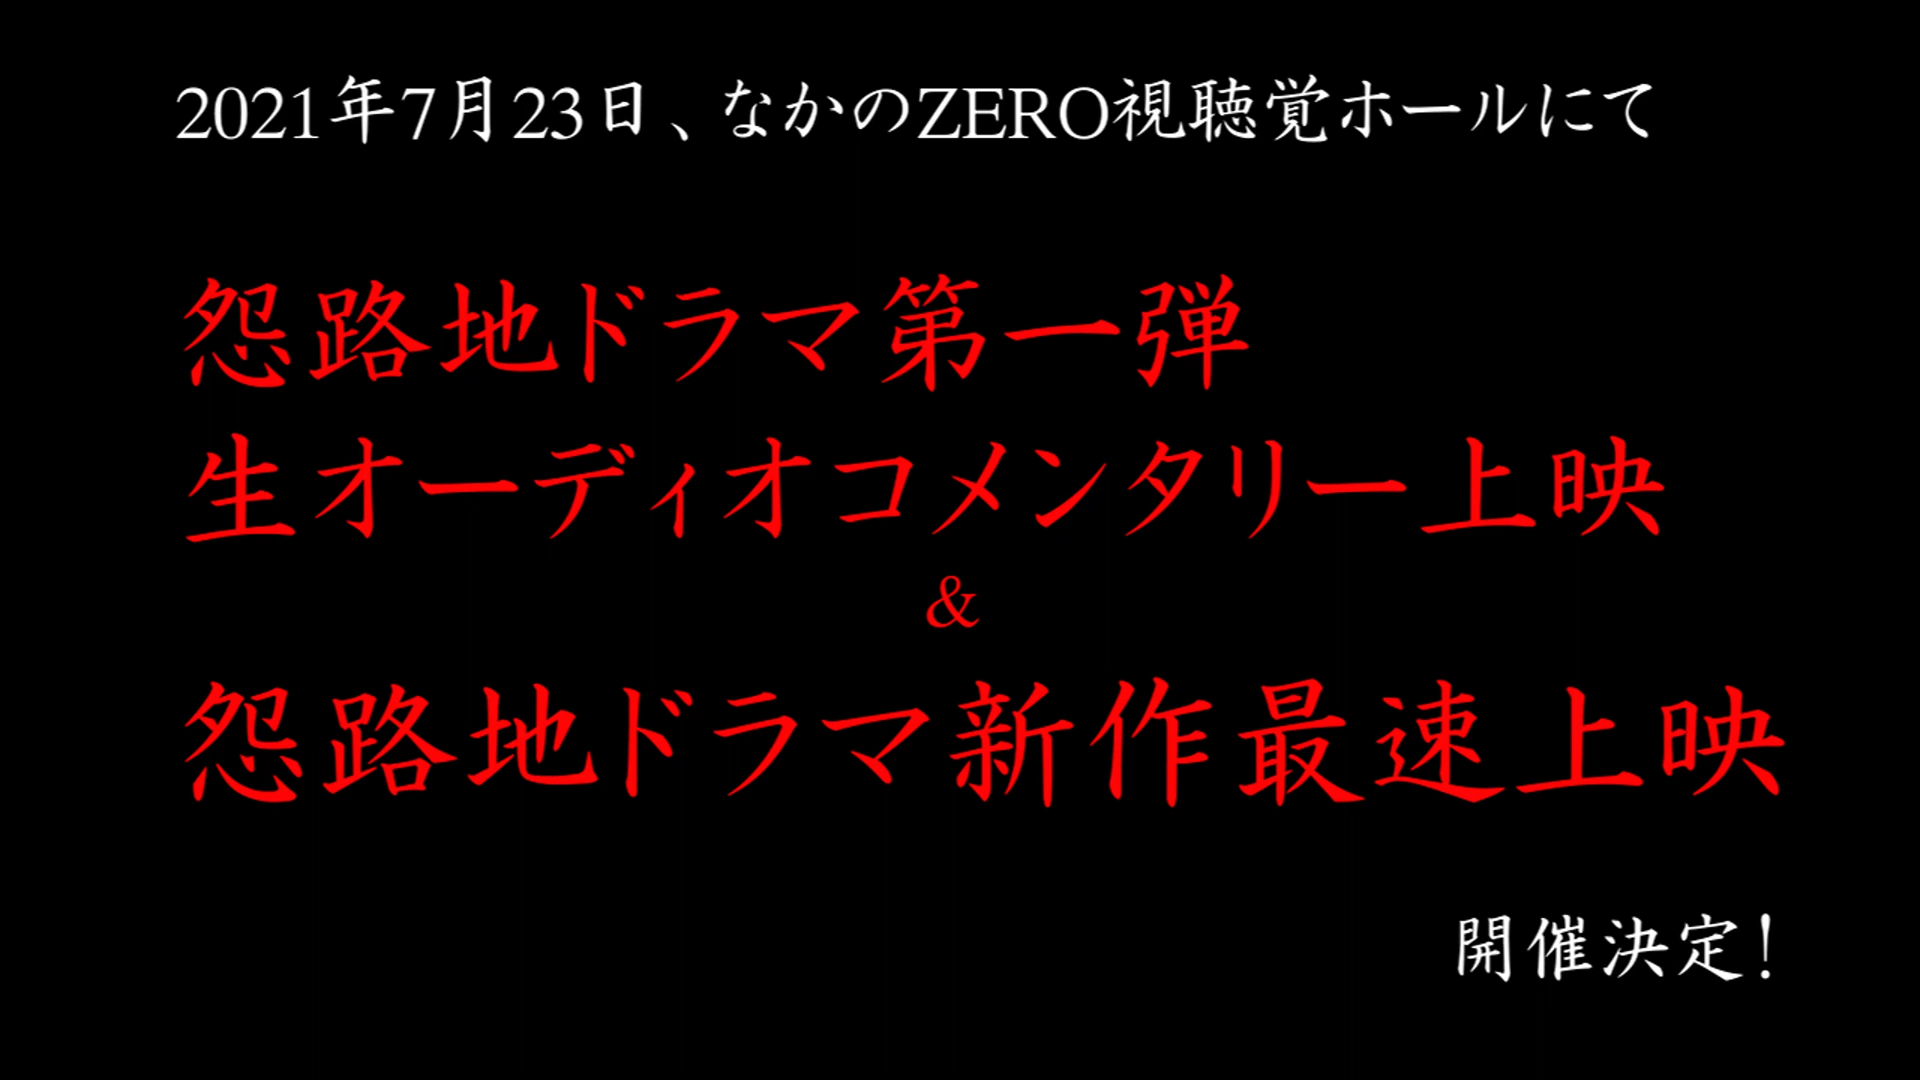 2021年7月23日、なかのZERO視聴覚ホールにて
怨路地ドラマ第一弾
生オーディオコメンタリー上映
&
怨路地ドラマ新作最速上映
開催決定!